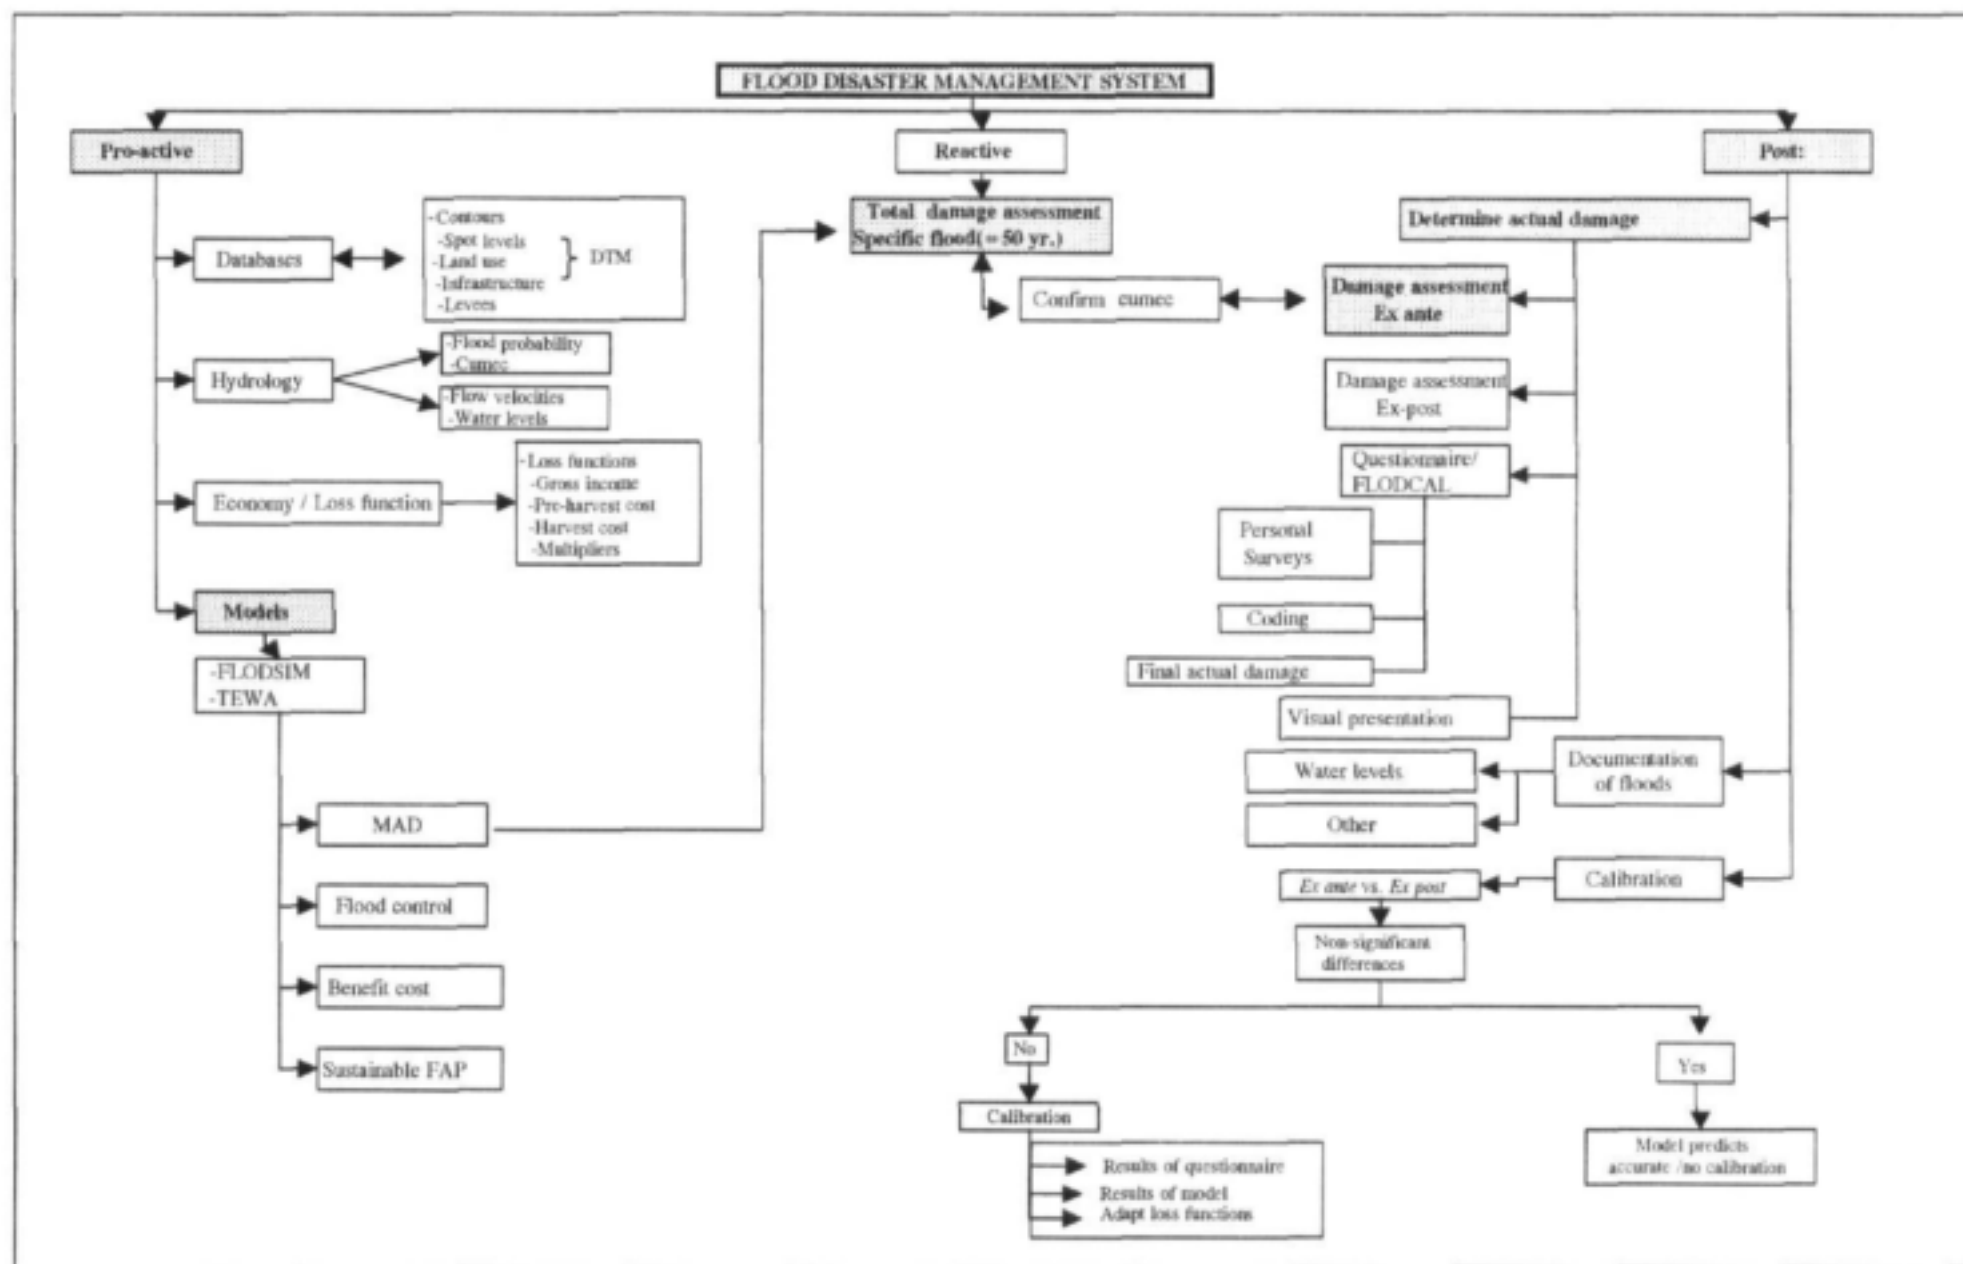 FLOOD DISASTER MANAGEMENT SYSTEM
Pro-active
Reactive
Post:
Databases
-Contours
-Spot levels
-Land use
-Infrastructure
-Levees
DTM
Hydrology
-Flood probability
-Cumec
-Flow velocities
-Water levels
Economy / Loss function
-Loss functions
-Gross income
-Pre-harvest cost
-Harvest cost
-Multipliers
Models
-FLODSIM
-TEWA
MAD
Flood control
Benefit cost
Sustainable FAP
Total damage assessment
Specific flood(= 50 yr.)
Confirm cumec
Determine actual damage
Damage assessment
Ex ante
Damage assessment
Ex-post
Questionnaire/
FLODCAL
Personal
Surveys
Coding
Final actual damage
Visual presentation
Documentation
of floods
Water levels
Other
Calibration
Ex ante vs. Ex post
Non-significant
differences
No
Calibration
Results of questionnaire
Results of model
Adapt loss functions
Yes
Model predicts
accurate /no calibration